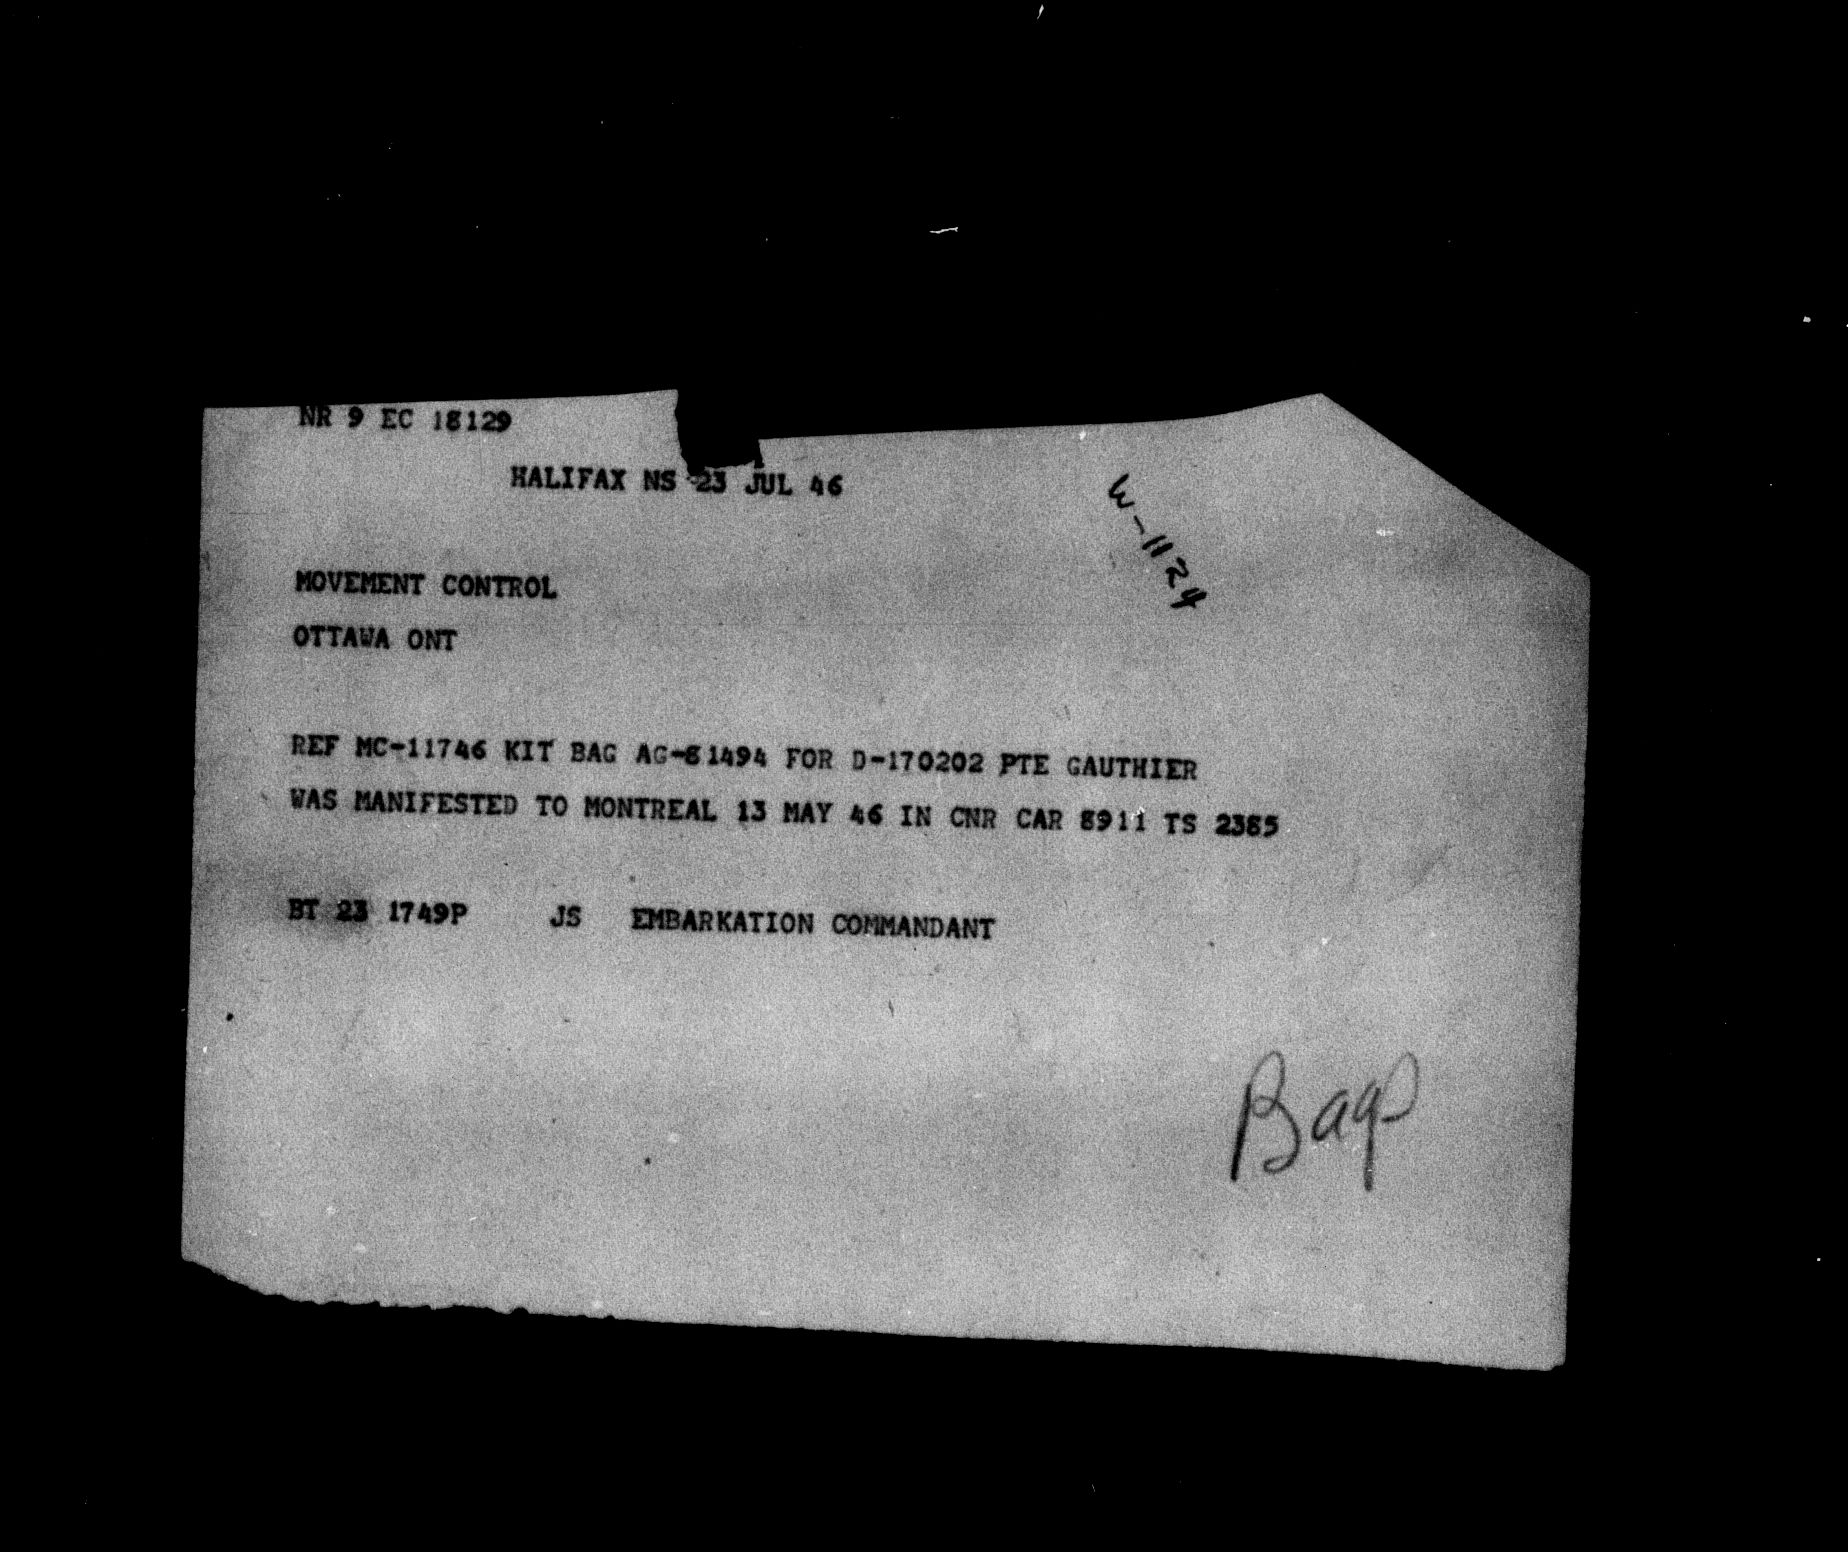 NR 9 EC 18129
HALIFAX NS 23 JUL 46
W-1124
MOVEMENT CONTROL
OTTAWA ONT
REF MC-11746 KIT BAG AG-81494 FOR D-170202 PTE GAUTHIER
WAS MANIFESTED TO MONTREAL 13 MAY 46 IN CNR CAR 8911 TS 2385
BT 23 1749P JS EMBARKATION COMMANDANT